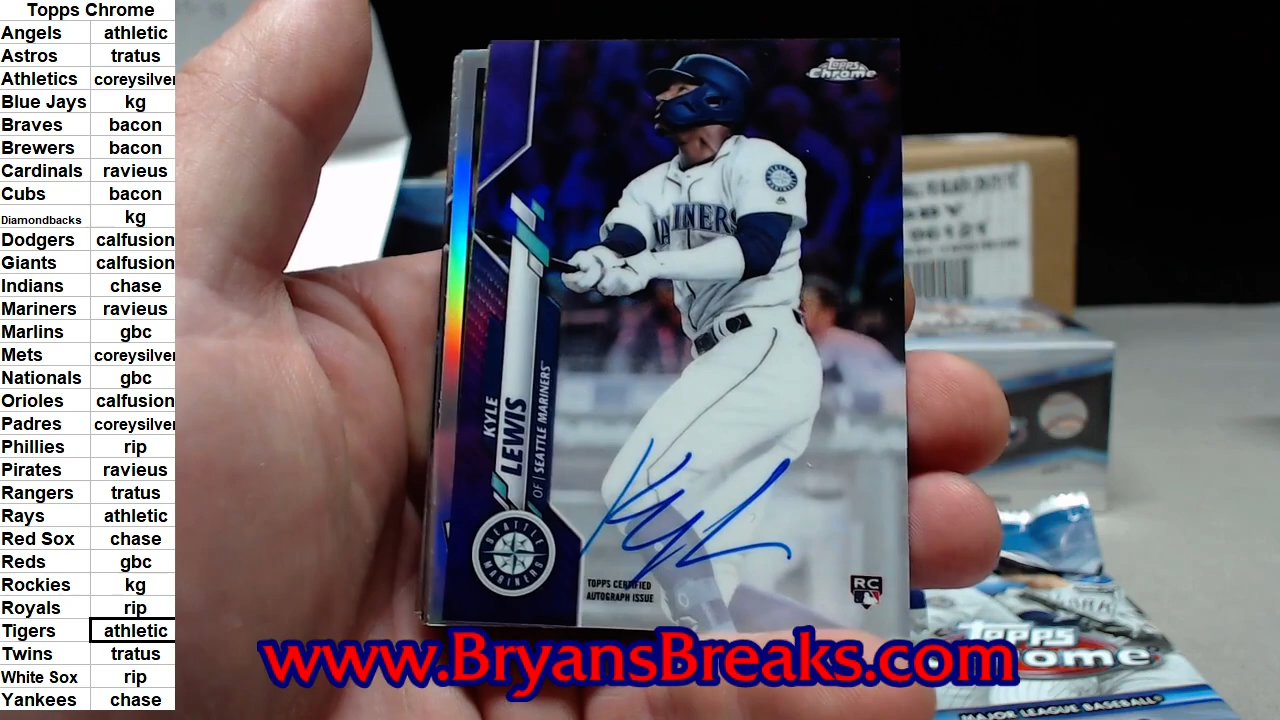 Topps Chrome
Angels athletic
Astros tratus
Athletics coreysilver
Blue Jays kg
Braves bacon
Brewers bacon
Cardinals ravieus
Cubs bacon
Diamondbacks kg
Dodgers calfusion
Giants calfusion
Indians chase
Mariners ravieus
Marlins gbc
Mets coreysilver
Nationals gbc
Orioles calfusion
Padres coreysilver
Phillies rip
Pirates ravieus
Rangers tratus
Rays athletic
Red Sox chase
Reds gbc
Rockies kg
Royals rip
Tigers athletic
Twins tratus
White Sox rip
Yankees chase
Topps
Chrome
MARINERS
KYLE
LEWIS
OF | SEATTLE MARINERS
SEATTLE
MARINERS
TOPPS CERTIFIED
AUTOGRAPH ISSUE
RC
www.BryansBreaks.com
Topps
Chrome
MAJOR LEAGUE BASEBALL